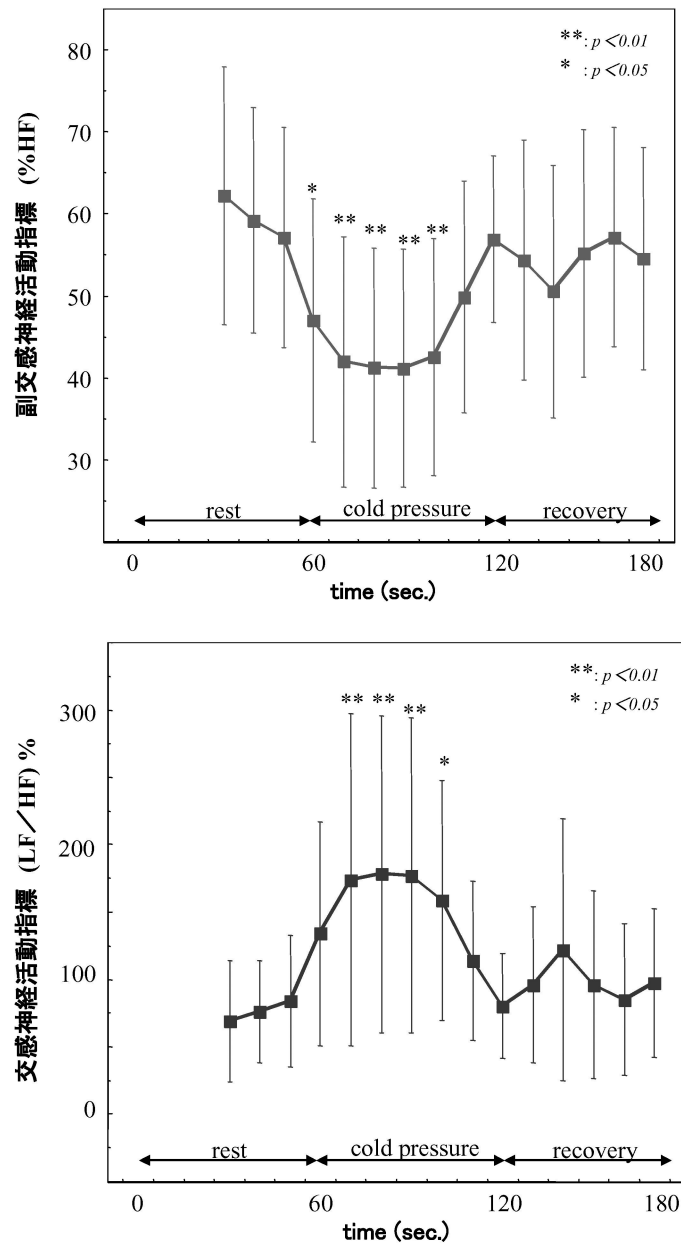 **: p<0.01
* : p<0.05
80
70
60
50
40
30
副交感神経活動指標 (%HF)
*
**
**
**
**
rest
cold pressure
recovery
0
60
120
180
time (sec.)
**: p<0.01
* : p<0.05
300
200
100
0
交感神経活動指標 (LF/HF) %
**
**
**
*
rest
cold pressure
recovery
0
60
120
180
time (sec.)